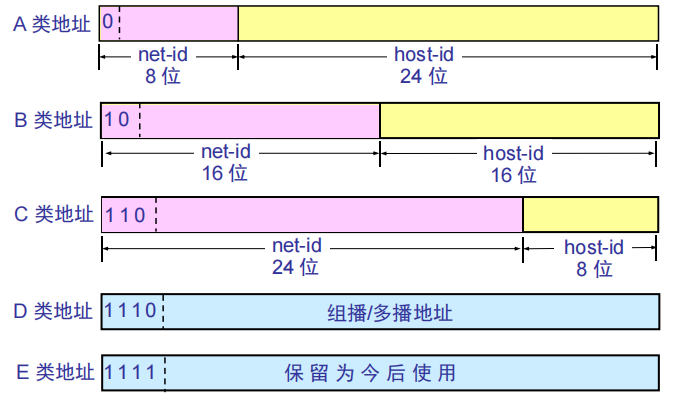 A 类地址
0
net-id
8 位
host-id
24 位
B 类地址
10
net-id
16 位
host-id
16 位
C 类地址
110
net-id
24 位
host-id
8 位
D 类地址
1110
组播/多播地址
E 类地址
1111
保留为今后使用